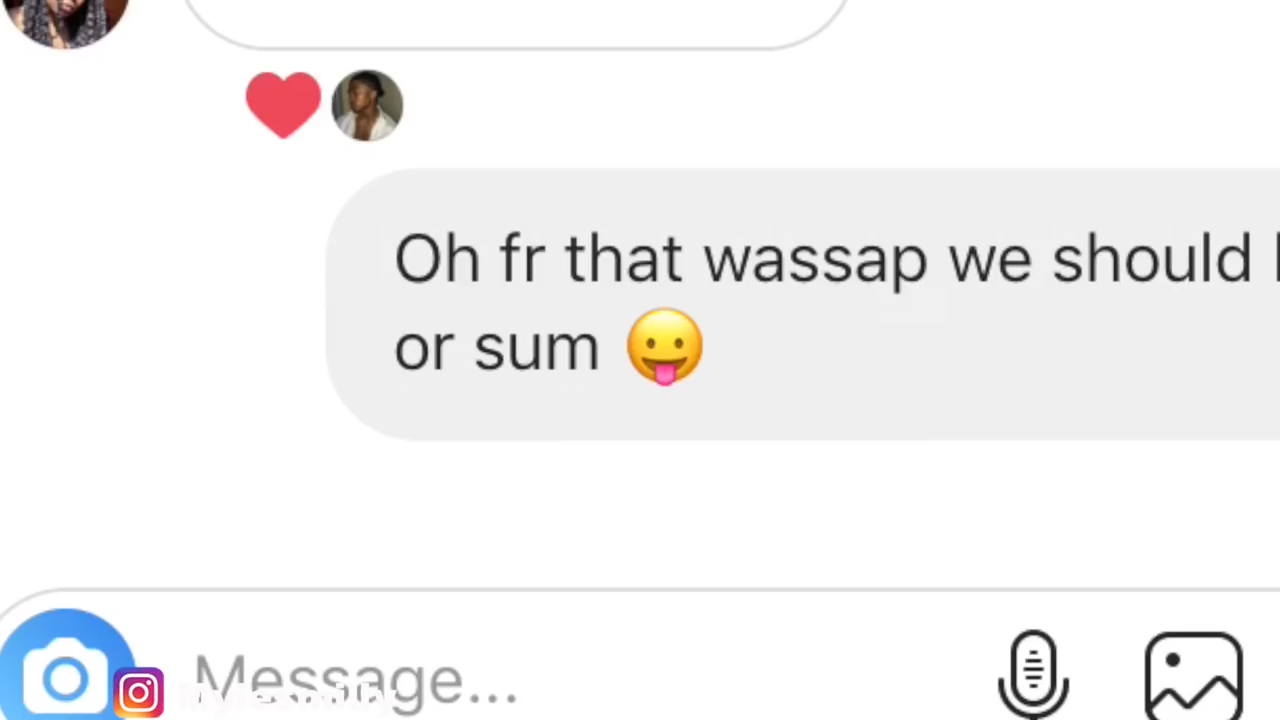 Oh fr that wassap we should
or sum 😛
Message...